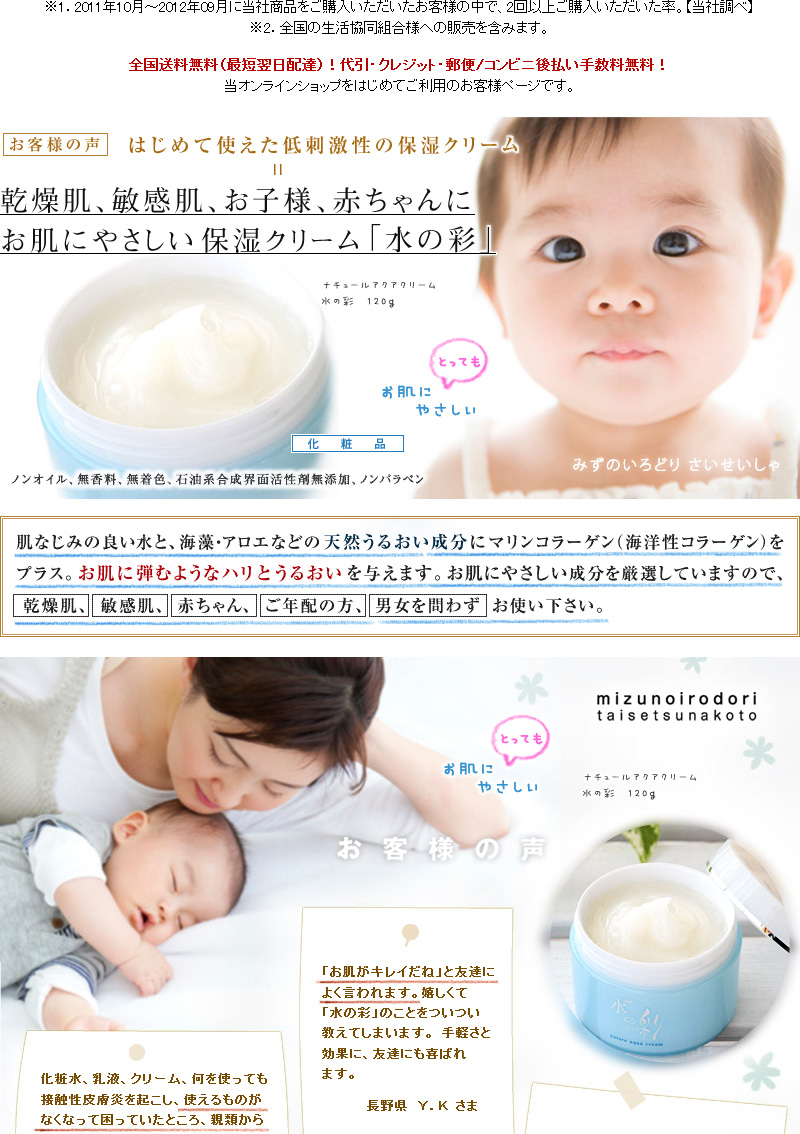 ※1. 2011年10月～2012年09月に当社商品をご購入いただいたお客様の中で、2回以上ご購入いただいた率。【当社調べ】
※2. 全国の生活協同組合様への販売を含みます。
全国送料無料(最短翌日配達)！代引・クレジット・郵便/コンビニ後払い手数料無料！
当オンラインショップをはじめてご利用のお客様ページです。
お客様の声 はじめて使えた低刺激性の保湿クリーム
=
乾燥肌、敏感肌、お子様、赤ちゃんに
お肌にやさしい保湿クリーム「水の彩」
ナチュールアクアクリーム
水の彩 120g
とっても
お肌に
やさしい
化粧品
みずのいろどり さいせいしゃ
ノンオイル、無香料、無着色、石油系合成界面活性剤無添加、ノンパラベン
肌なじみの良い水と、海藻・アロエなどの天然うるおい成分にマリンコラーゲン(海洋性コラーゲン)を
プラス。お肌に弾むようなハリとうるおいを与えます。お肌にやさしい成分を厳選していますので、
乾燥肌、敏感肌、赤ちゃん、ご年配の方、男女を問わずお使い下さい。
mizunoirodori
taisetsunakoto
とっても
お肌に
やさしい
ナチュールアクアクリーム
水の彩 120g
お客様の声
水の彩
nature aqua cream
「お肌がキレイだね」と友達に
よく言われます。嬉しくて
「水の彩」のことをついつい
教えてしまいます。手軽さと
効果に、友達にも喜ばれ
ます。
長野県 Y.K さま
化粧水、乳液、クリーム、何を使っても
接触性皮膚炎を起こし、使えるものが
なくなって困っていたところ、親類から